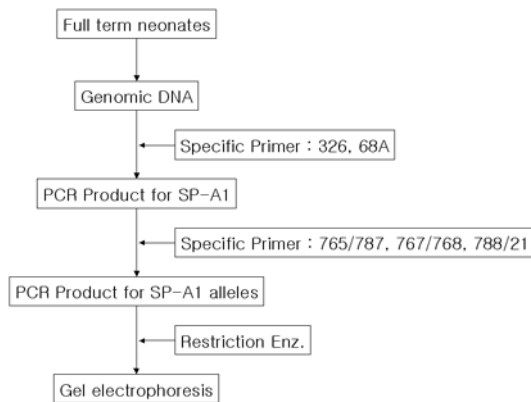 Full term neonates
Genomic DNA
Specific Primer : 326, 68A
PCR Product for SP-A1
Specific Primer : 765/787, 767/768, 788/21
PCR Product for SP-A1 alleles
Restriction Enz.
Gel electrophoresis